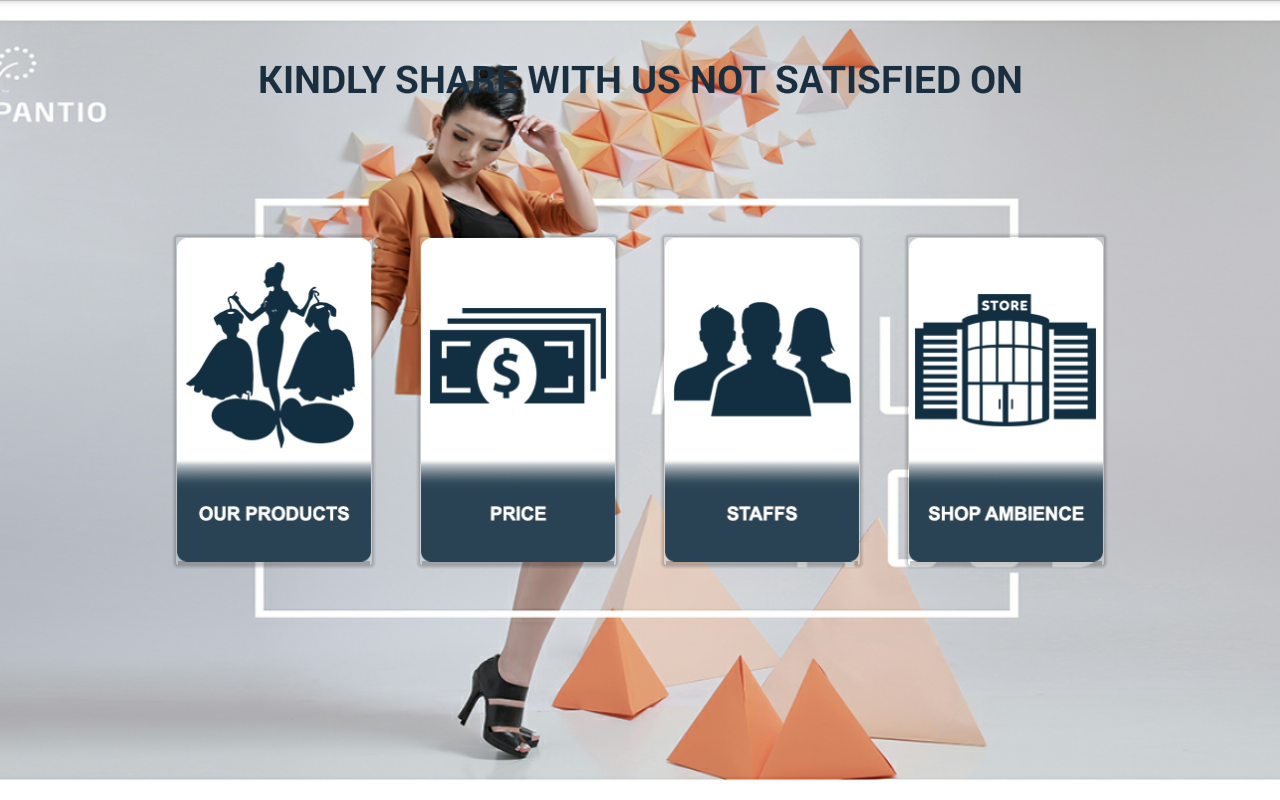 KINDLY SHARE WITH US NOT SATISFIED ON
PANTIO
$
STORE
OUR PRODUCTS
PRICE
STAFFS
SHOP AMBIENCE